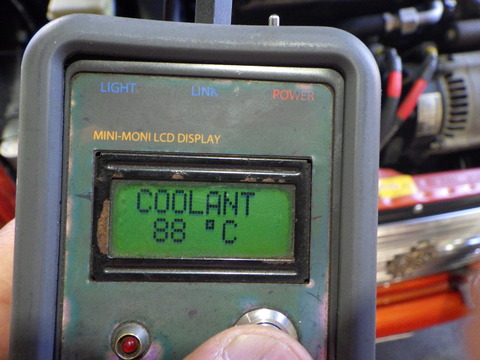 LIGHT LINK POWER
MINI-MONI LCD DISPLAY
COOLANT
88 °C